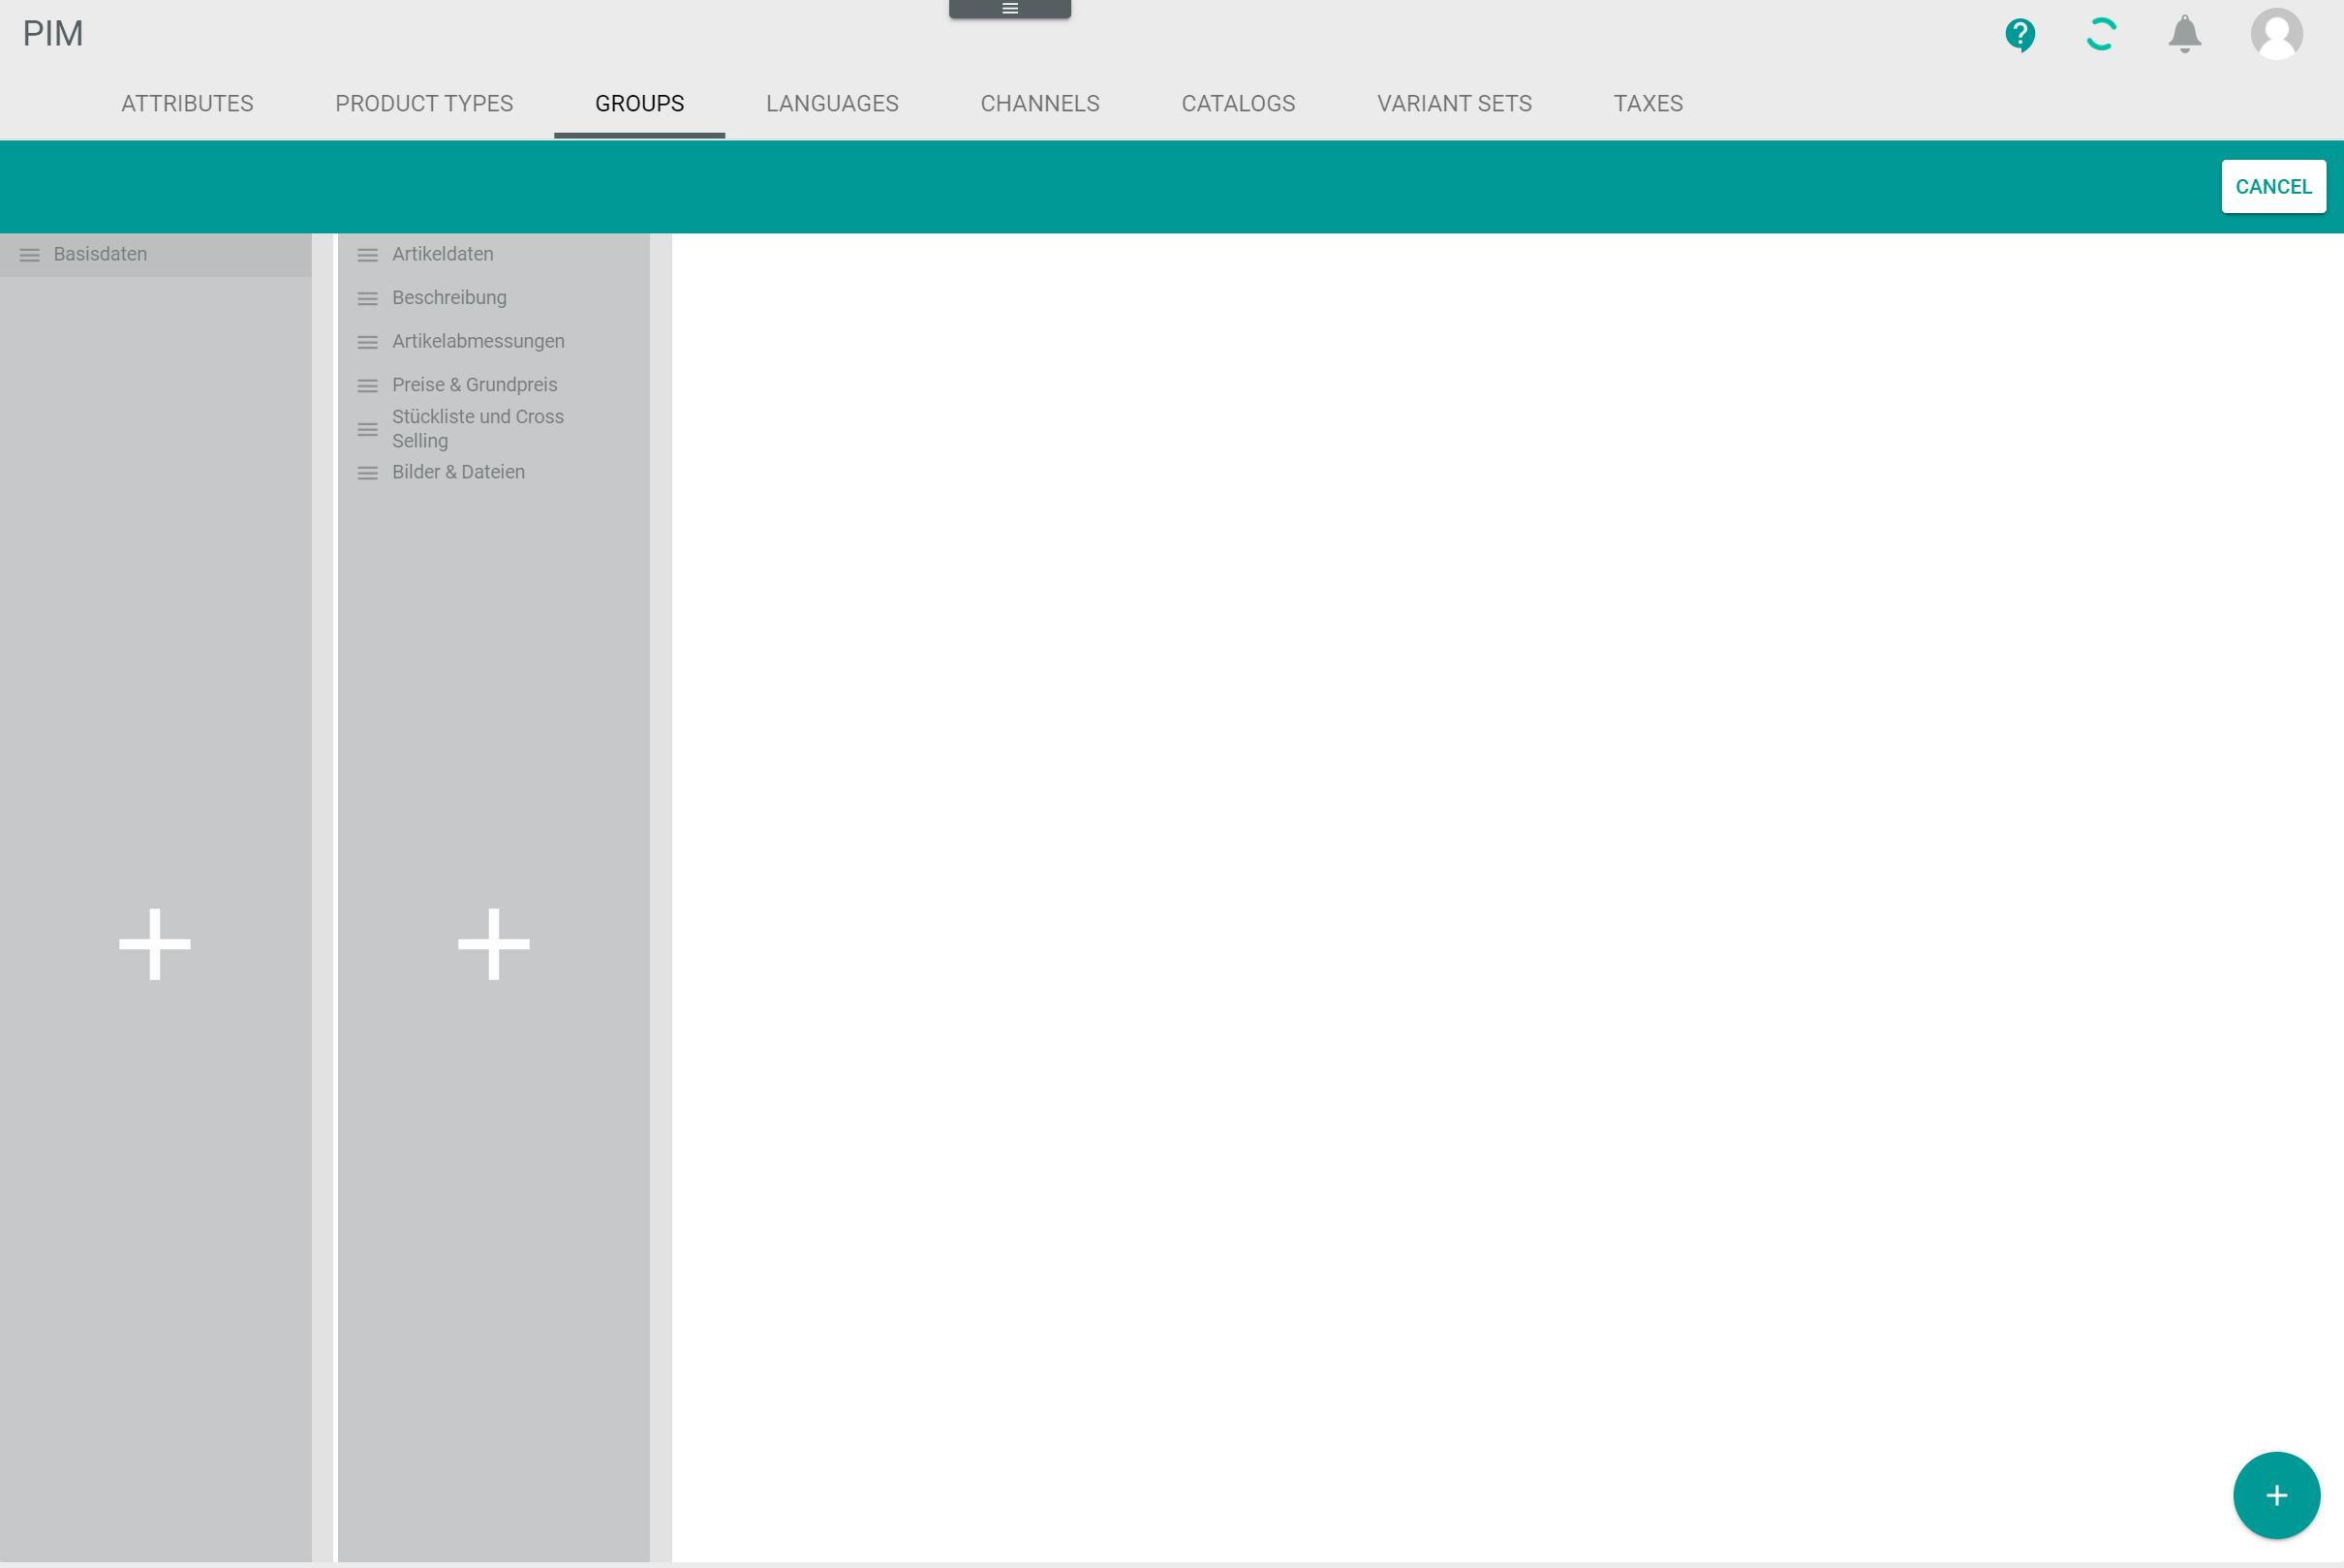 PIM
ATTRIBUTES
PRODUCT TYPES
GROUPS
LANGUAGES
CHANNELS
CATALOGS
VARIANT SETS
TAXES
CANCEL
Basisdaten
Artikeldaten
Beschreibung
Artikelabmessungen
Preise & Grundpreis
Stückliste und Cross
Selling
Bilder & Dateien